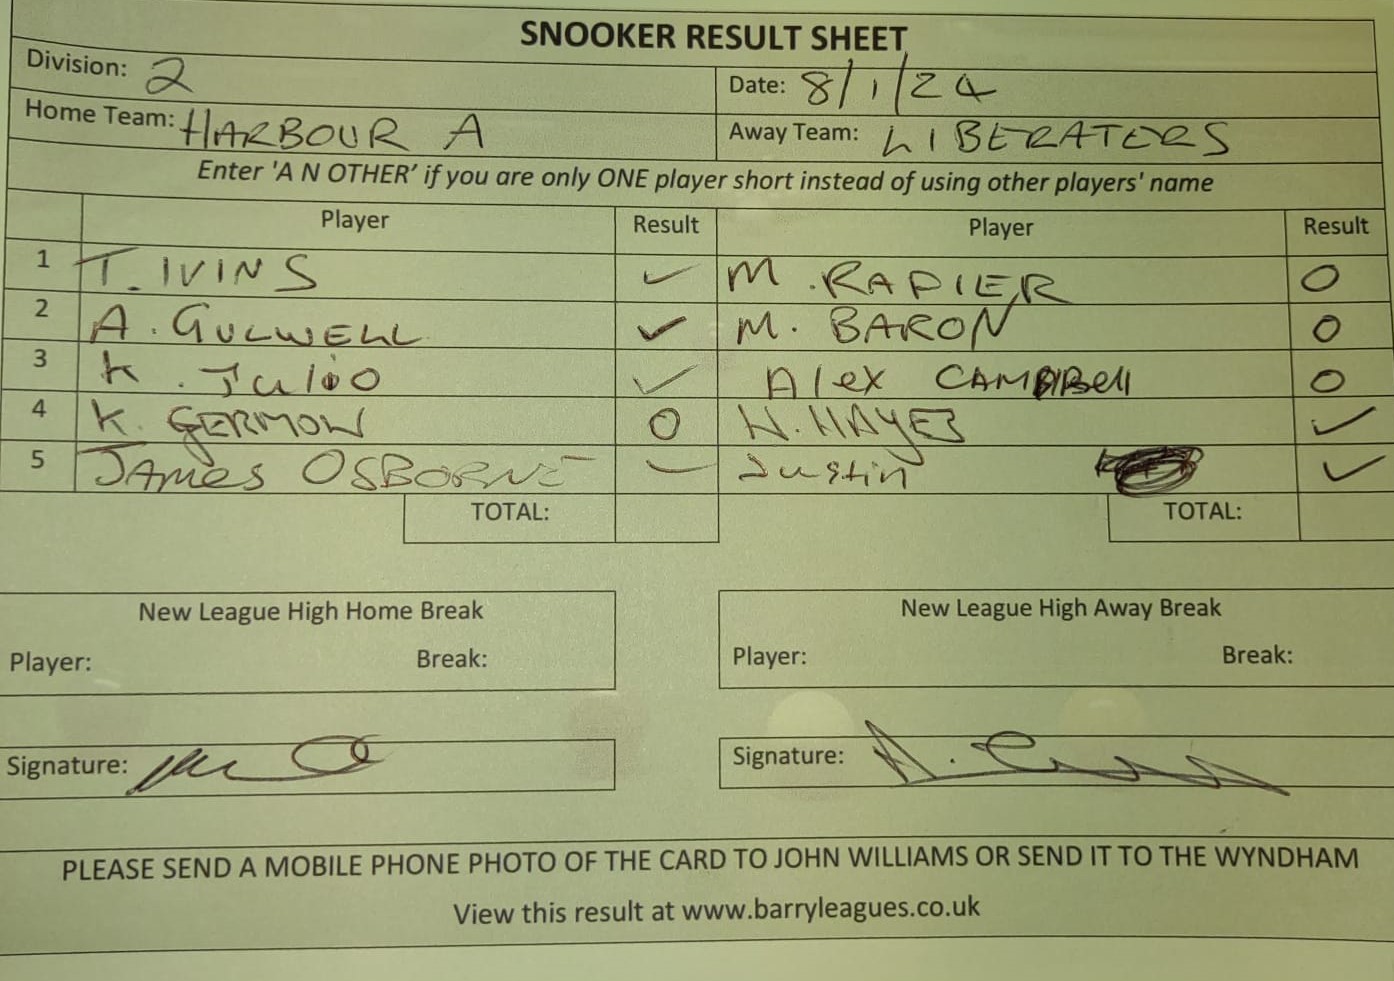 SNOOKER RESULT SHEET
Division: 2 Date: 8/1/24
Home Team: HARBOUR A Away Team: LIBERATERS
Enter 'A N OTHER' if you are only ONE player short instead of using other players' name
Player Result Player Result
1 T. IVINS ✓ M. RAPIER O
2 A. GULWELL ✓ M. BARON O
3 K. Julio ✓ Alex CAMPBell O
4 K. GERMON O W. HAYES ✓
5 JAMES OSBORNE ✓ Justin ✓
TOTAL: TOTAL:
New League High Home Break New League High Away Break
Player: Break: Player: Break:
Signature: Signature:
PLEASE SEND A MOBILE PHONE PHOTO OF THE CARD TO JOHN WILLIAMS OR SEND IT TO THE WYNDHAM
View this result at www.barryleagues.co.uk